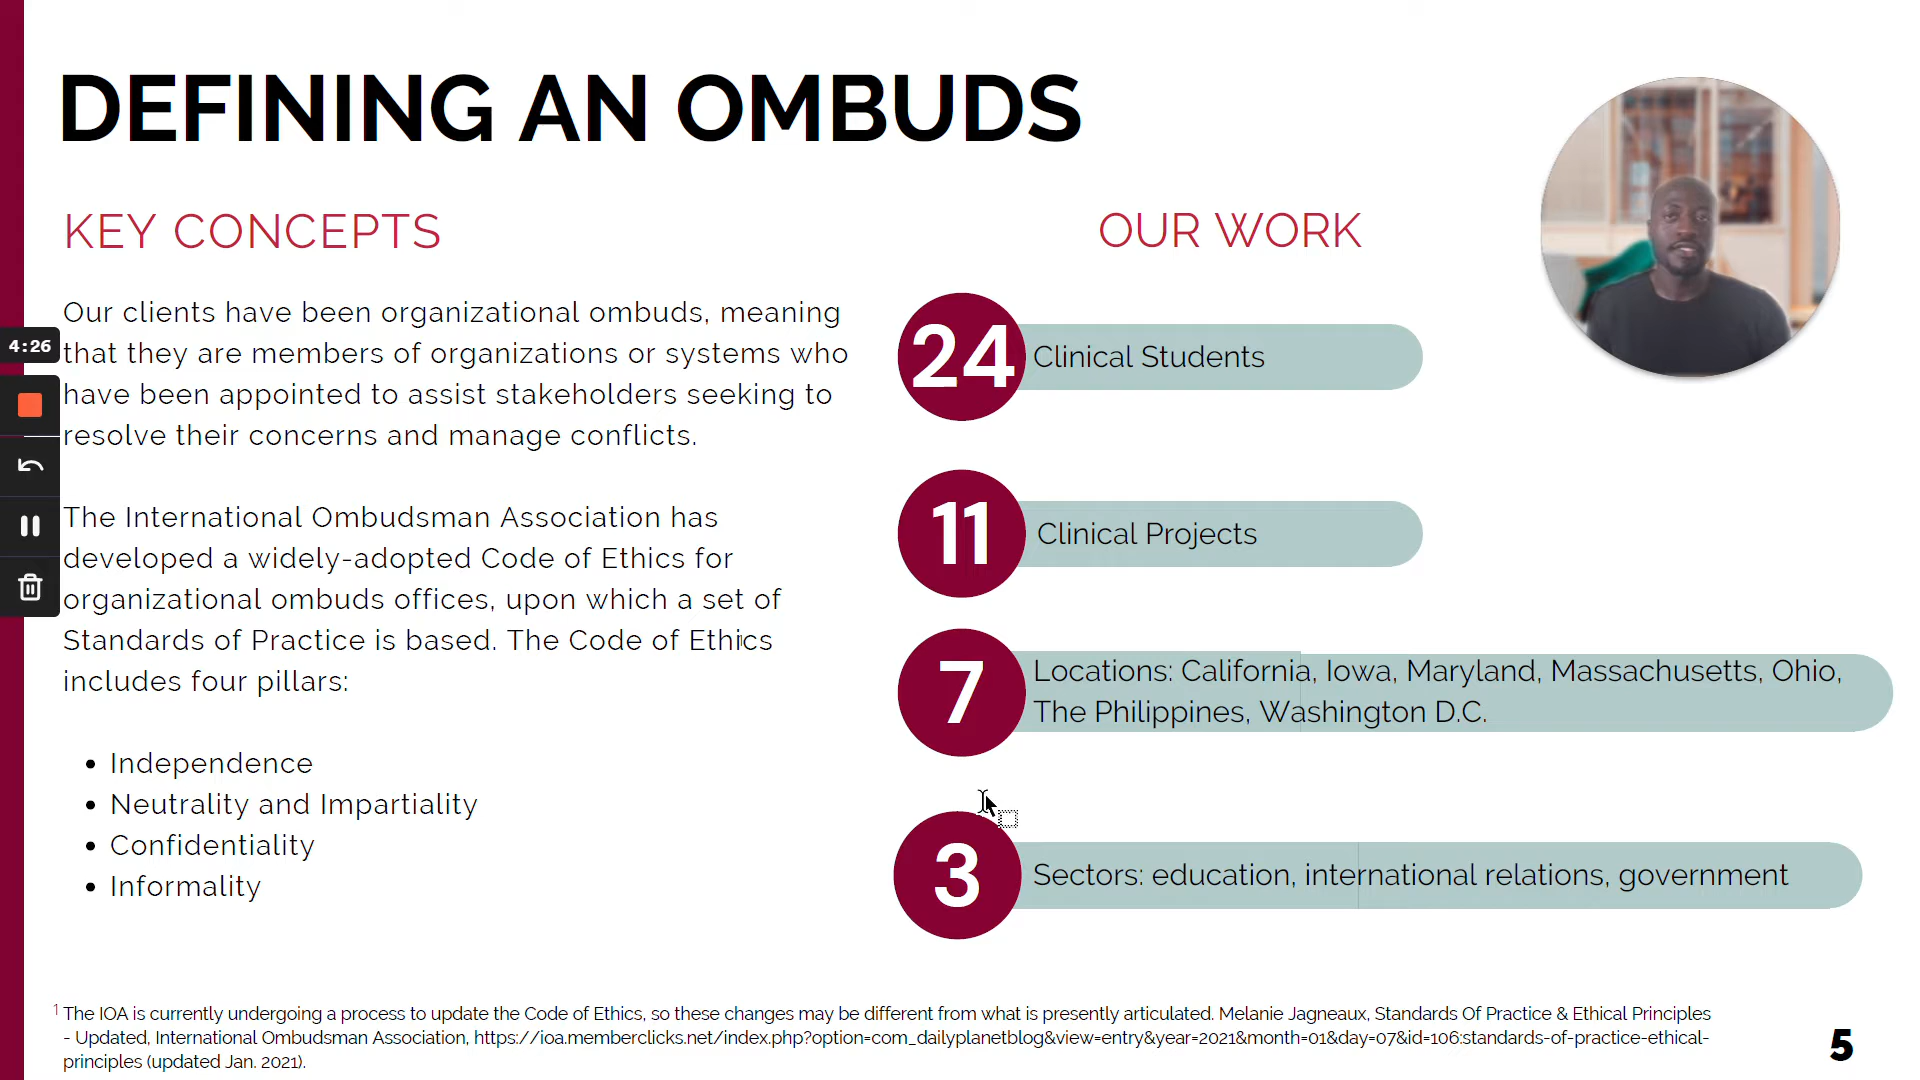 DEFINING AN OMBUDS
KEY CONCEPTS
Our clients have been organizational ombuds, meaning
that they are members of organizations or systems who
have been appointed to assist stakeholders seeking to
resolve their concerns and manage conflicts.
The International Ombudsman Association has
developed a widely-adopted Code of Ethics for
organizational ombuds offices, upon which a set of
Standards of Practice is based. The Code of Ethics
includes four pillars:
• Independence
• Neutrality and Impartiality
• Confidentiality
• Informality
OUR WORK
24 Clinical Students
11 Clinical Projects
7 Locations: California, Iowa, Maryland, Massachusetts, Ohio,
The Philippines, Washington D.C.
3 Sectors: education, international relations, government
4:26
1 The IOA is currently undergoing a process to update the Code of Ethics, so these changes may be different from what is presently articulated. Melanie Jagneaux, Standards Of Practice & Ethical Principles
- Updated, International Ombudsman Association, https://ioa.memberclicks.net/index.php?option=com_dailyplanetblog&view=entry&year=2021&month=01&day=07&id=106:standards-of-practice-ethical-
principles (updated Jan. 2021).
5